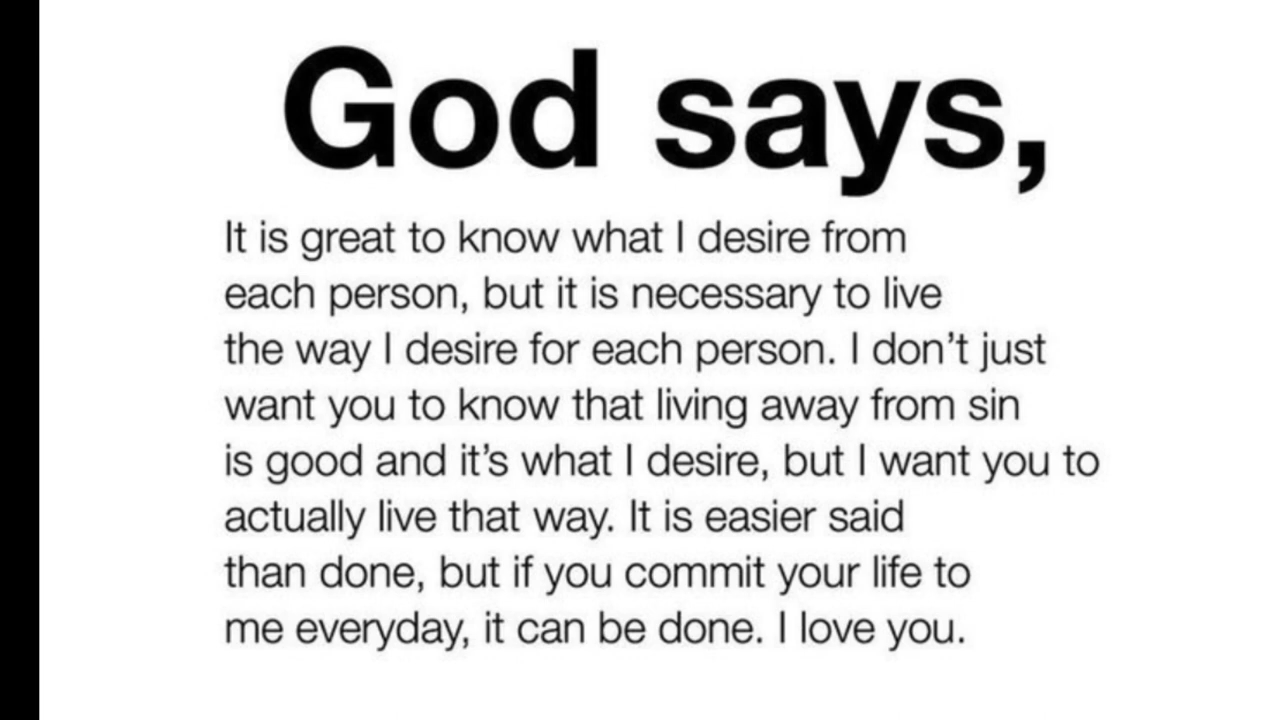 God says,
It is great to know what I desire from
each person, but it is necessary to live
the way I desire for each person. I don’t just
want you to know that living away from sin
is good and it’s what I desire, but I want you to
actually live that way. It is easier said
than done, but if you commit your life to
me everyday, it can be done. I love you.